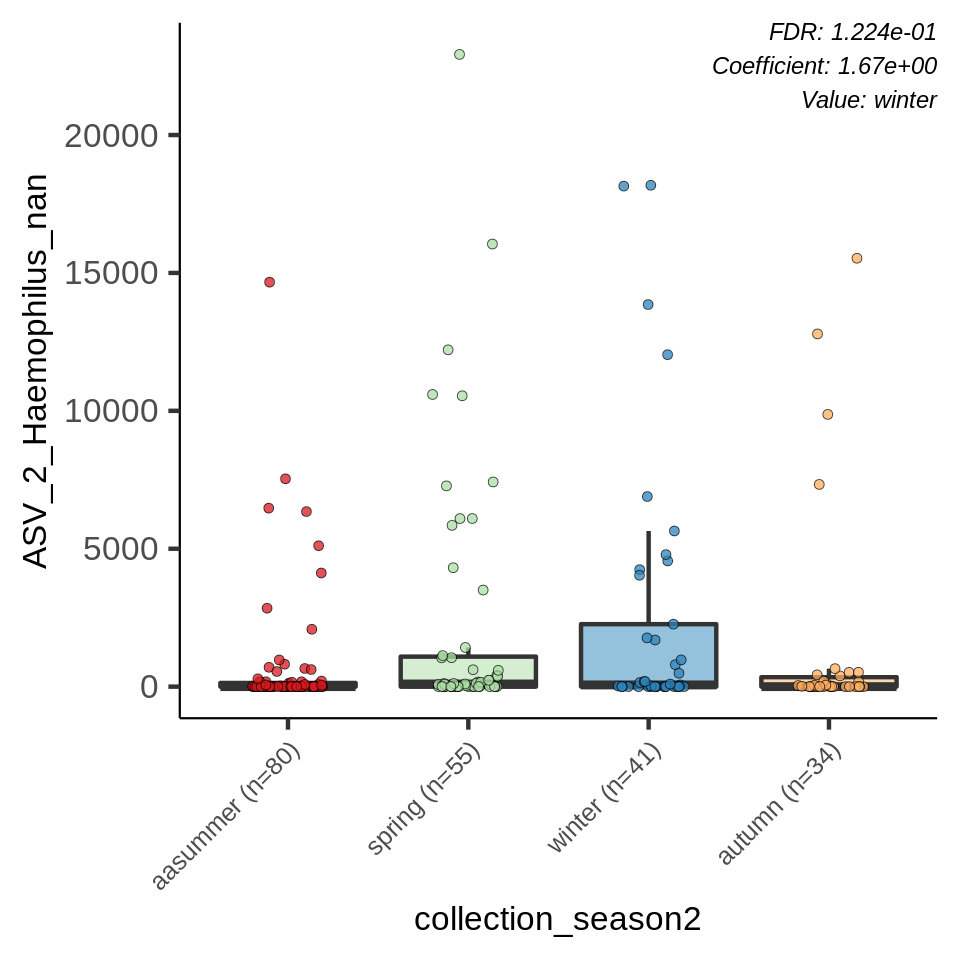 FDR: 1.224e-01
Coefficient: 1.67e+00
Value: winter
20000
15000
10000
5000
0
ASV_2_Haemophilus_nan
aasummer (n=80)
spring (n=55)
winter (n=41)
autumn (n=34)
collection_season2